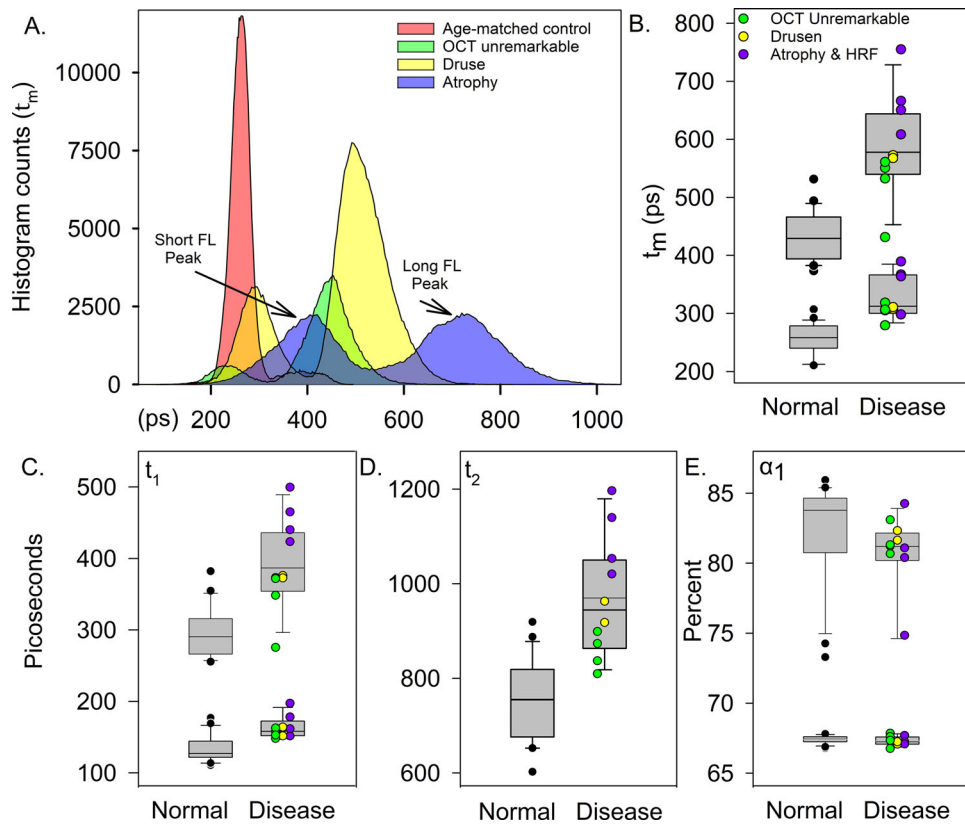 A.
Histogram counts (tm)
10000
7500
5000
2500
0
Age-matched control
OCT unremarkable
Druse
Atrophy
Short FL
Peak
Long FL
Peak
(ps) 200 400 600 800 1000
B.
tm (ps)
800
700
600
500
400
300
200
OCT Unremarkable
Drusen
Atrophy & HRF
Normal Disease
C.
t1
Picoseconds
500
400
300
200
100
Normal Disease
D.
t2
1200
1000
800
600
Normal Disease
E.
α1
Percent
85
80
75
70
65
Normal Disease